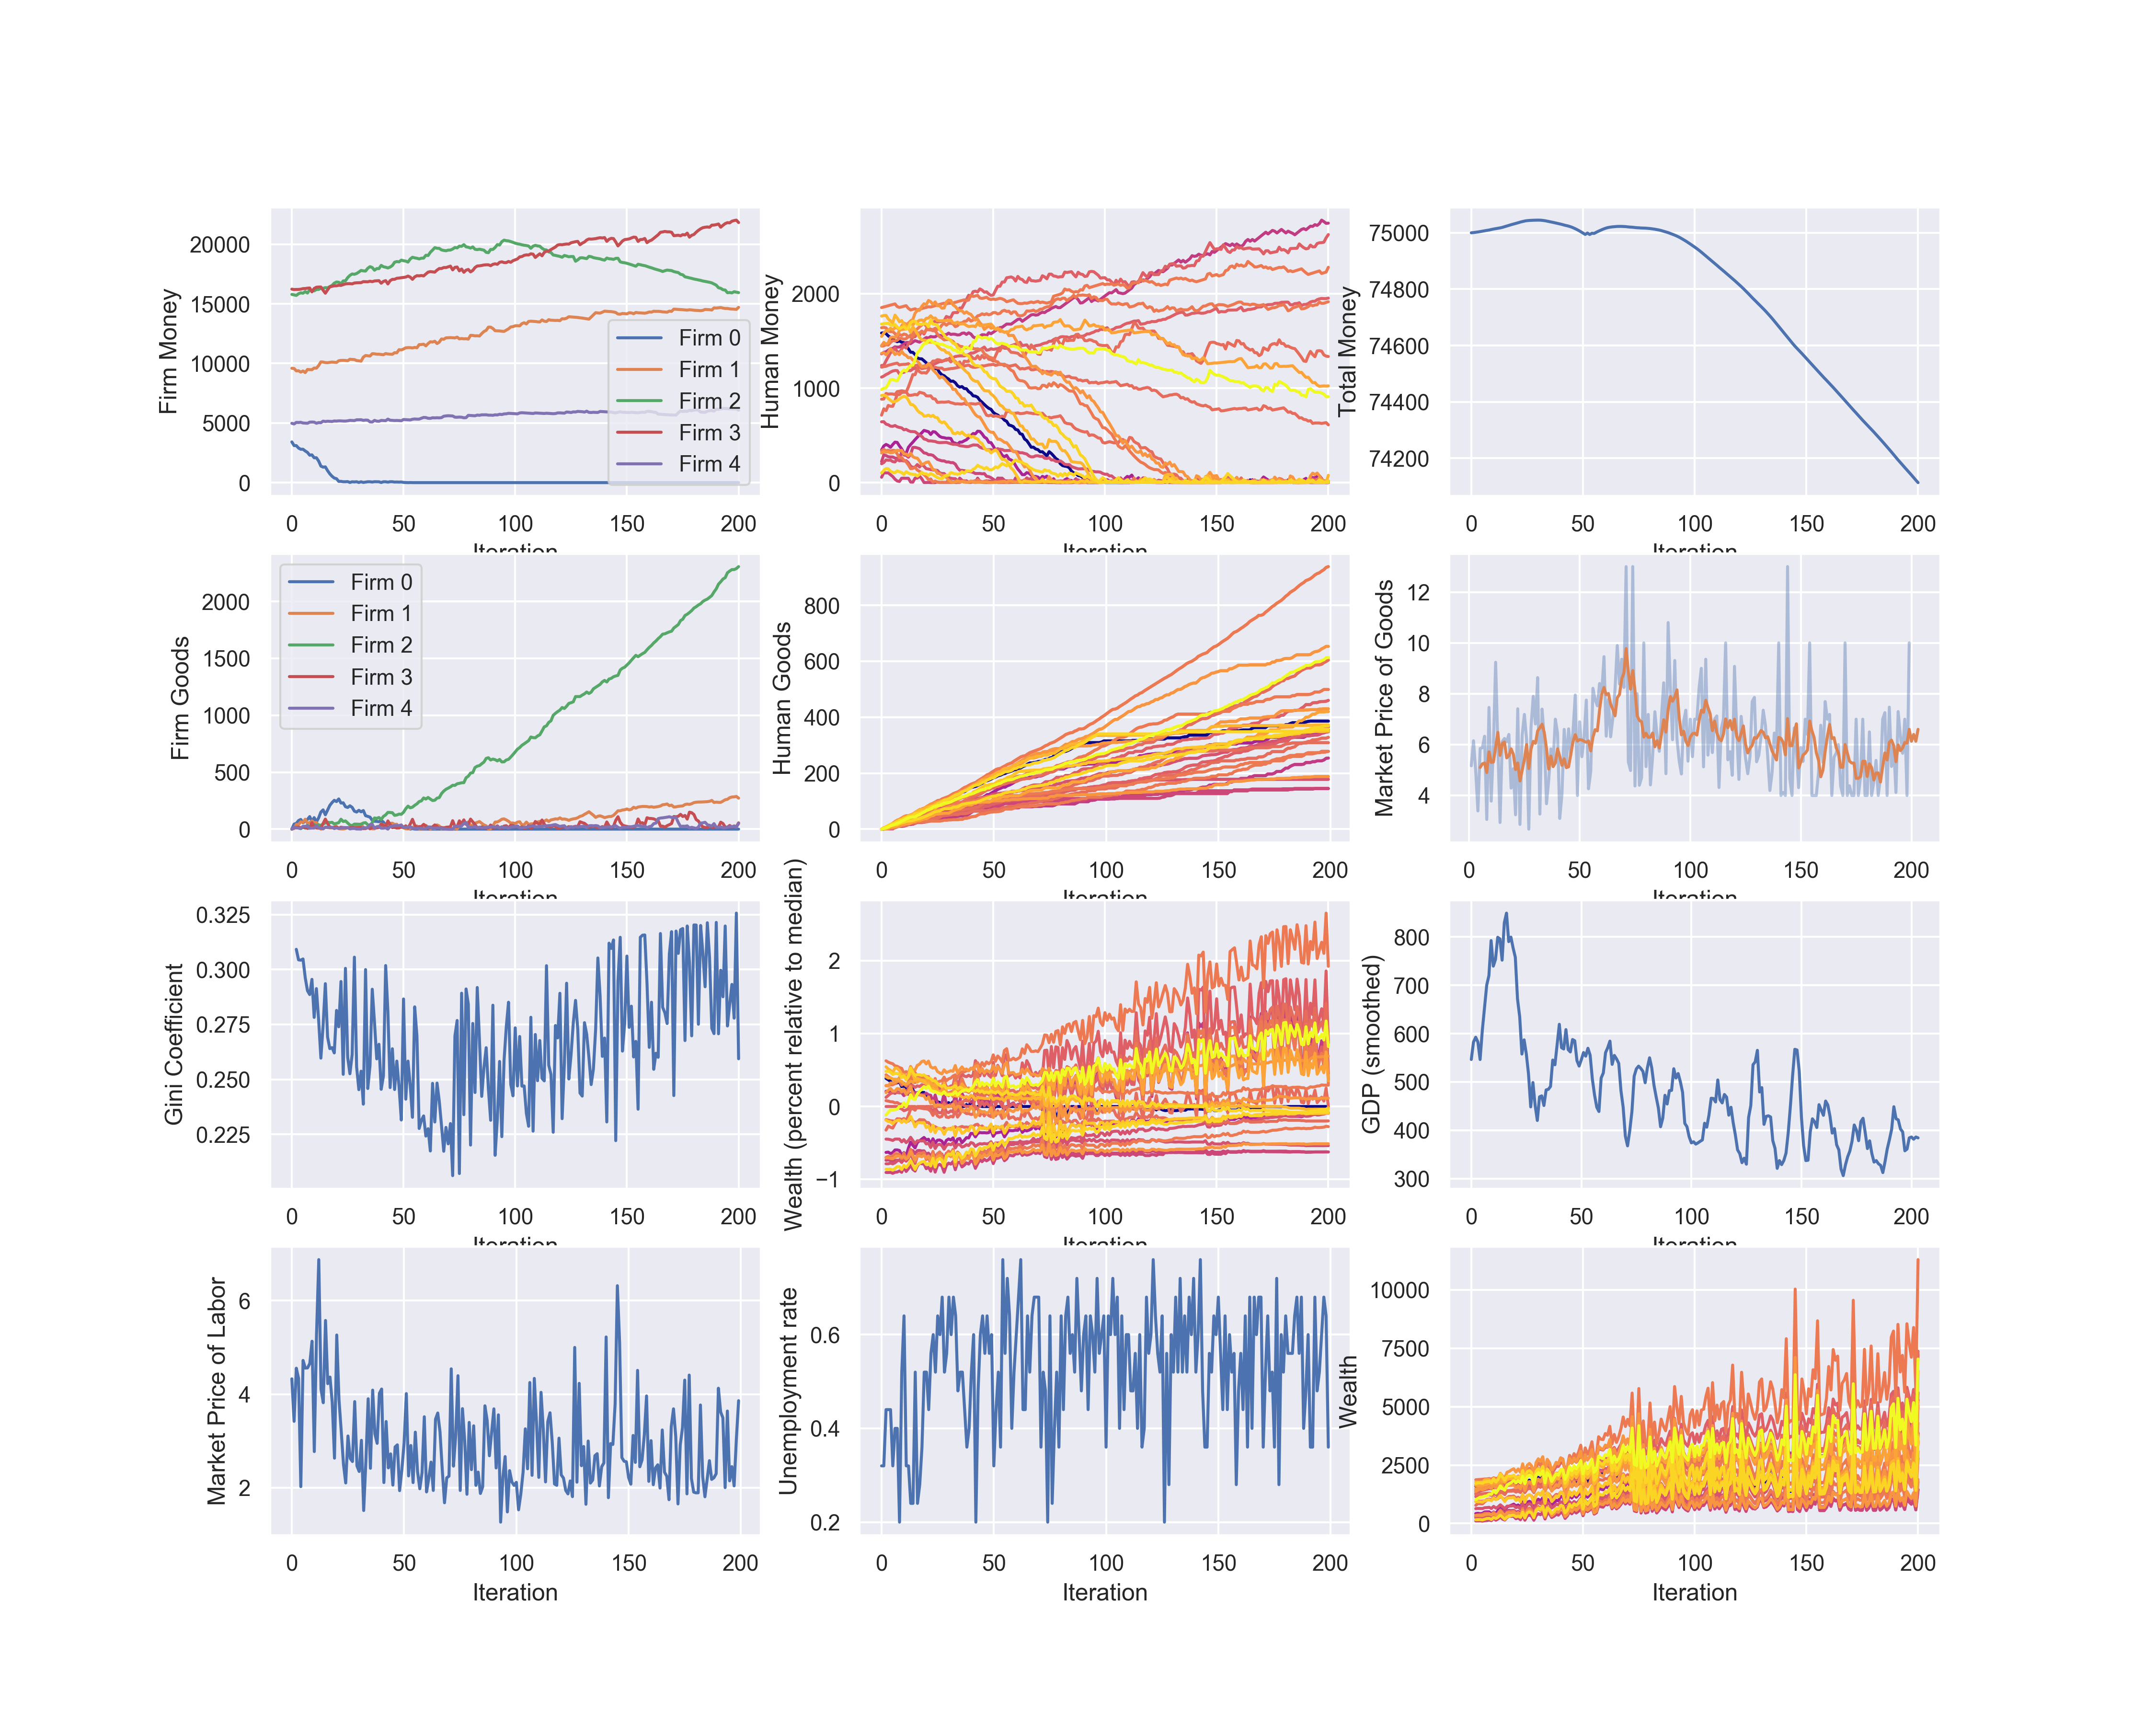 Firm Money
20000
15000
10000
5000
0
Firm 0
Firm 1
Firm 2
Firm 3
Firm 4
0 50 100 150 200
Iteration
Human Money
2000
1000
0
0 50 100 150 200
Iteration
Total Money
75000
74800
74600
74400
74200
0 50 100 150 200
Iteration
Firm Goods
2000
1500
1000
500
0
Firm 0
Firm 1
Firm 2
Firm 3
Firm 4
0 50 100 150 200
Iteration
Human Goods
800
600
400
200
0
0 50 100 150 200
Iteration
Market Price of Goods
12
10
8
6
4
0 50 100 150 200
Iteration
Gini Coefficient
0.325
0.300
0.275
0.250
0.225
0 50 100 150 200
Iteration
Wealth (percent relative to median)
2
1
0
−1
0 50 100 150 200
Iteration
GDP (smoothed)
800
700
600
500
400
300
0 50 100 150 200
Iteration
Market Price of Labor
6
4
2
0 50 100 150 200
Iteration
Unemployment rate
0.6
0.4
0.2
0 50 100 150 200
Iteration
Wealth
10000
7500
5000
2500
0
0 50 100 150 200
Iteration